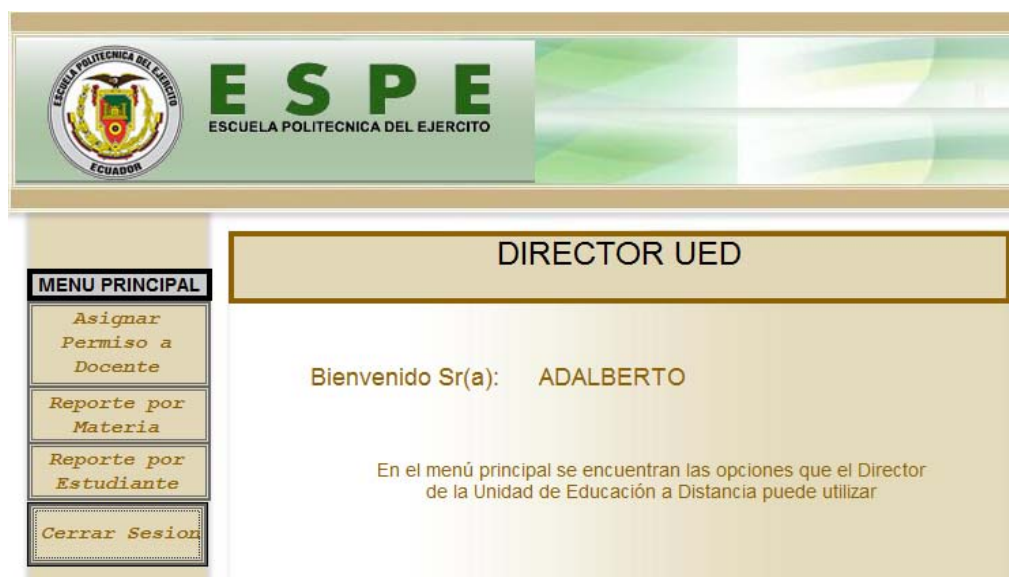 ESCUELA POLITECNICA DEL EJERCITO
ECUADOR
ESPE
ESCUELA POLITECNICA DEL EJERCITO
DIRECTOR UED
MENU PRINCIPAL
Asignar
Permiso a
Docente
Reporte por
Materia
Reporte por
Estudiante
Cerrar Sesion
Bienvenido Sr(a): ADALBERTO
En el menú principal se encuentran las opciones que el Director
de la Unidad de Educación a Distancia puede utilizar